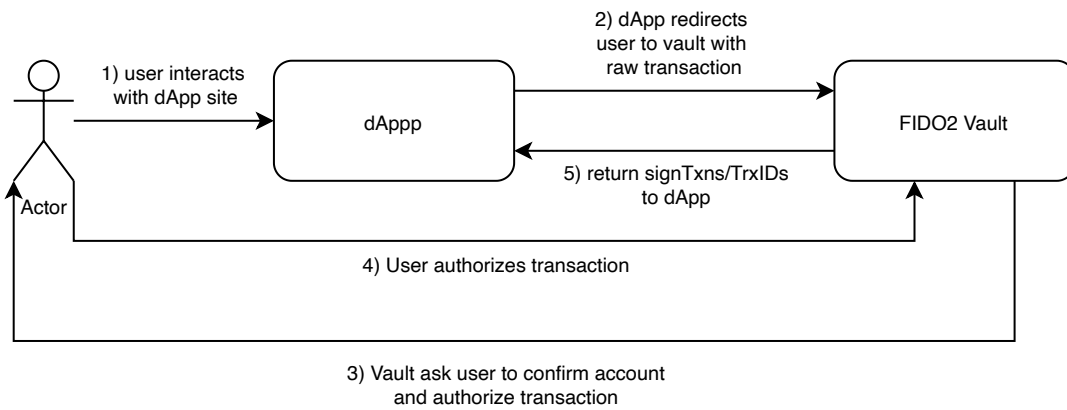 2) dApp redirects
user to vault with
raw transaction
1) user interacts
with dApp site
dAppp
FIDO2 Vault
5) return signTxns/TrxIDs
to dApp
Actor
4) User authorizes transaction
3) Vault ask user to confirm account
and authorize transaction